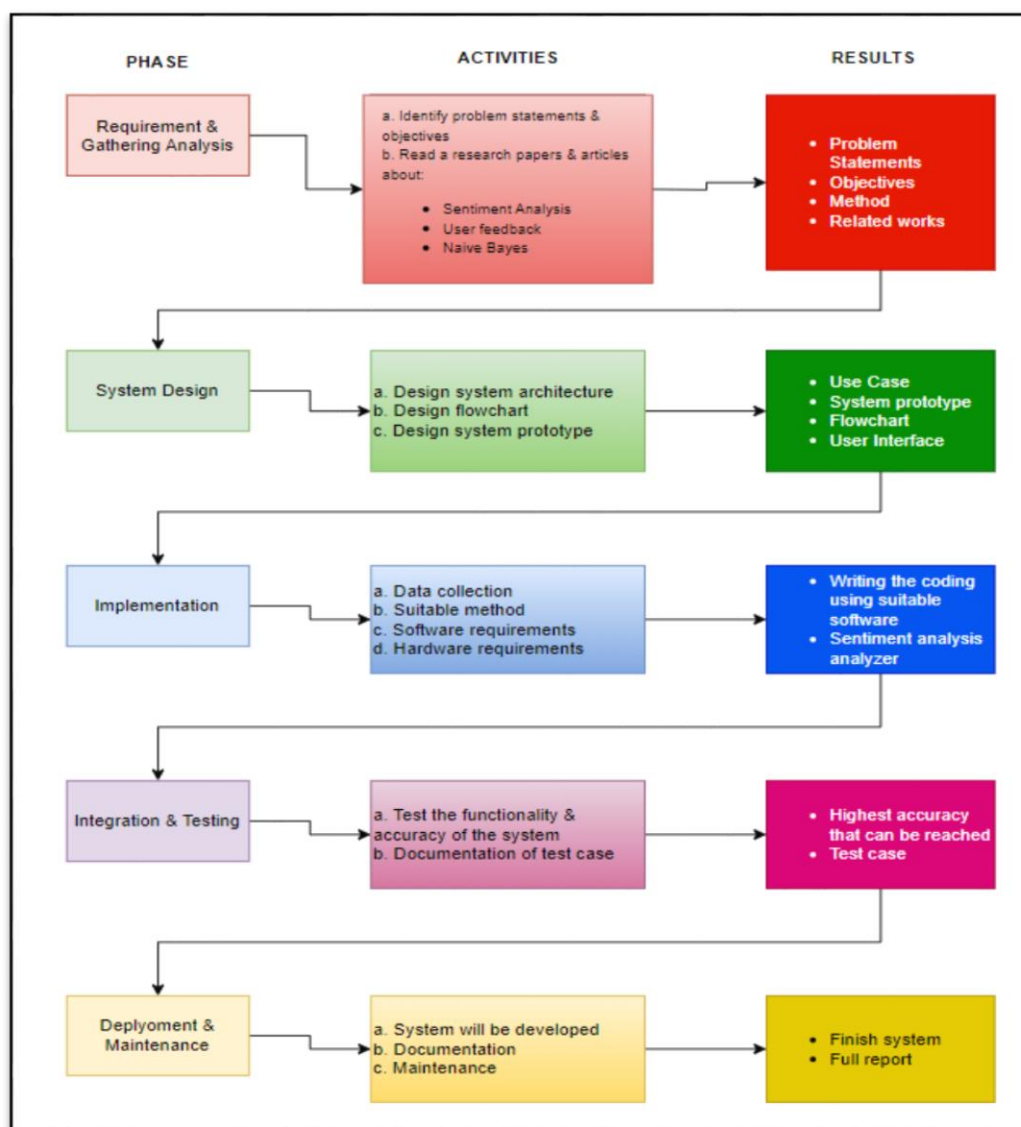 PHASE
ACTIVITIES
RESULTS
Requirement &
Gathering Analysis
a. Identify problem statements &
objectives
b. Read a research papers & articles
about:
• Sentiment Analysis
• User feedback
• Naive Bayes
• Problem
Statements
• Objectives
• Method
• Related works
System Design
a. Design system architecture
b. Design flowchart
c. Design system prototype
• Use Case
• System prototype
• Flowchart
• User Interface
Implementation
a. Data collection
b. Suitable method
c. Software requirements
d. Hardware requirements
• Writing the coding
using suitable
software
• Sentiment analysis
analyzer
Integration & Testing
a. Test the functionality &
accuracy of the system
b. Documentation of test case
• Highest accuracy
that can be reached
• Test case
Deplyoment &
Maintenance
a. System will be developed
b. Documentation
c. Maintenance
• Finish system
• Full report